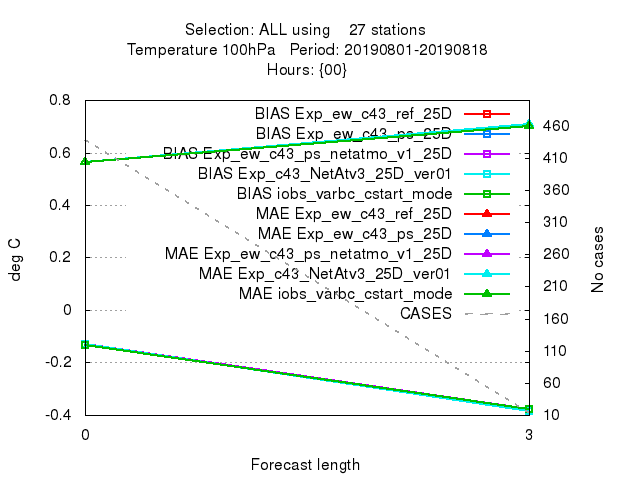 Selection: ALL using    27 stations
Temperature 100hPa   Period: 20190801-20190818
Hours: {00}
0.8
0.6
0.4
0.2
0
-0.2
-0.4
deg C
BIAS Exp_ew_c43_ref_25D
BIAS Exp_ew_c43_ps_25D
BIAS Exp_ew_c43_ps_netatmo_v1_25D
BIAS Exp_c43_NetAtv3_25D_ver01
BIAS iobs_varbc_cstart_mode
MAE Exp_ew_c43_ref_25D
MAE Exp_ew_c43_ps_25D
MAE Exp_ew_c43_ps_netatmo_v1_25D
MAE Exp_c43_NetAtv3_25D_ver01
MAE iobs_varbc_cstart_mode
CASES
460
410
360
310
260
210
160
110
60
10
No cases
0
3
Forecast length